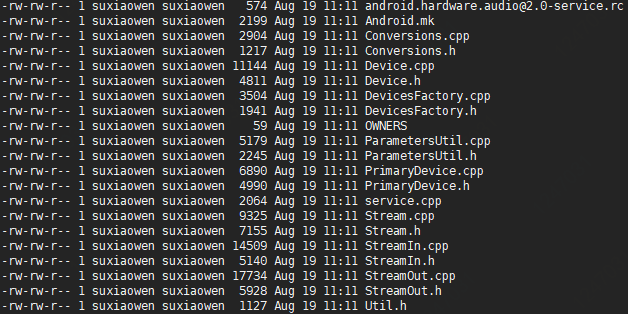 -rw-rw-r-- 1 suxiaowen suxiaowen   574 Aug 19 11:11 android.hardware.audio@2.0-service.rc
-rw-rw-r-- 1 suxiaowen suxiaowen  2199 Aug 19 11:11 Android.mk
-rw-rw-r-- 1 suxiaowen suxiaowen  2904 Aug 19 11:11 Conversions.cpp
-rw-rw-r-- 1 suxiaowen suxiaowen  1217 Aug 19 11:11 Conversions.h
-rw-rw-r-- 1 suxiaowen suxiaowen 11144 Aug 19 11:11 Device.cpp
-rw-rw-r-- 1 suxiaowen suxiaowen  4811 Aug 19 11:11 Device.h
-rw-rw-r-- 1 suxiaowen suxiaowen  3504 Aug 19 11:11 DevicesFactory.cpp
-rw-rw-r-- 1 suxiaowen suxiaowen  1941 Aug 19 11:11 DevicesFactory.h
-rw-rw-r-- 1 suxiaowen suxiaowen    59 Aug 19 11:11 OWNERS
-rw-rw-r-- 1 suxiaowen suxiaowen  5179 Aug 19 11:11 ParametersUtil.cpp
-rw-rw-r-- 1 suxiaowen suxiaowen  2245 Aug 19 11:11 ParametersUtil.h
-rw-rw-r-- 1 suxiaowen suxiaowen  6890 Aug 19 11:11 PrimaryDevice.cpp
-rw-rw-r-- 1 suxiaowen suxiaowen  4990 Aug 19 11:11 PrimaryDevice.h
-rw-rw-r-- 1 suxiaowen suxiaowen  2064 Aug 19 11:11 service.cpp
-rw-rw-r-- 1 suxiaowen suxiaowen  9325 Aug 19 11:11 Stream.cpp
-rw-rw-r-- 1 suxiaowen suxiaowen  7155 Aug 19 11:11 Stream.h
-rw-rw-r-- 1 suxiaowen suxiaowen 14509 Aug 19 11:11 StreamIn.cpp
-rw-rw-r-- 1 suxiaowen suxiaowen  5140 Aug 19 11:11 StreamIn.h
-rw-rw-r-- 1 suxiaowen suxiaowen 17734 Aug 19 11:11 StreamOut.cpp
-rw-rw-r-- 1 suxiaowen suxiaowen  5928 Aug 19 11:11 StreamOut.h
-rw-rw-r-- 1 suxiaowen suxiaowen  1127 Aug 19 11:11 Util.h